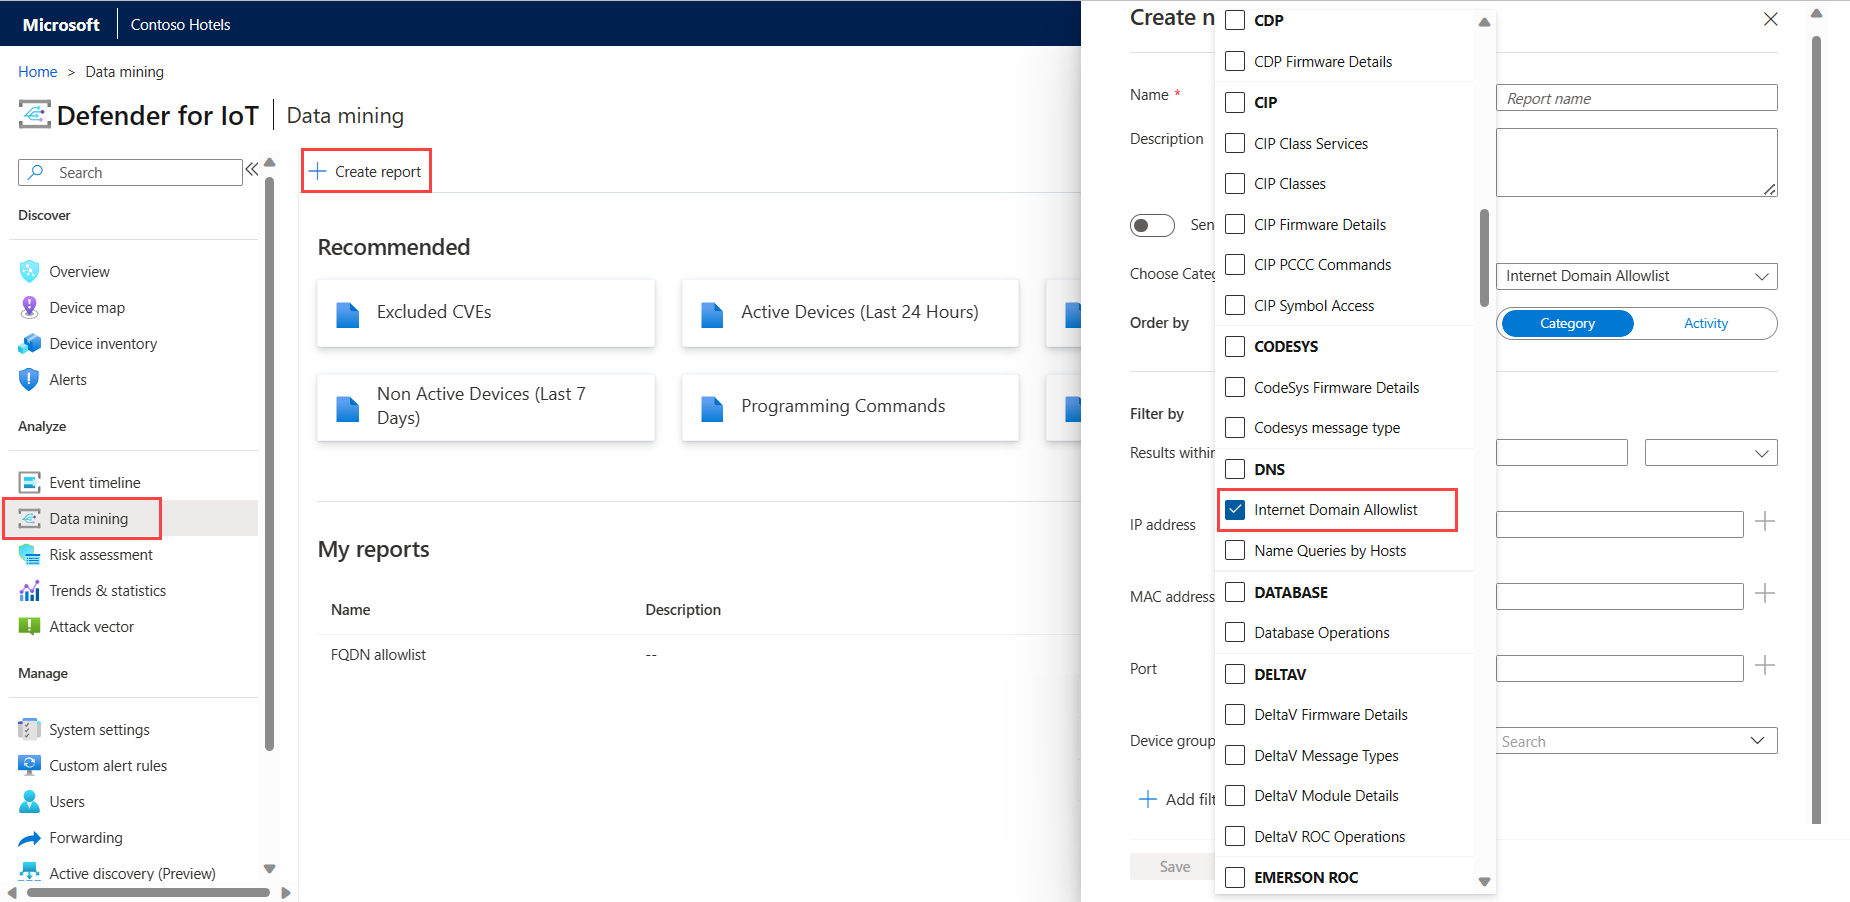 Microsoft
Contoso Hotels
Home > Data mining
Defender for IoT
Data mining
Search
Discover
Overview
Device map
Device inventory
Alerts
Analyze
Event timeline
Data mining
Risk assessment
Trends & statistics
Attack vector
Manage
System settings
Custom alert rules
Users
Forwarding
Active discovery (Preview)
Create report
Recommended
Excluded CVEs
Active Devices (Last 24 Hours)
Non Active Devices (Last 7
Days)
Programming Commands
My reports
Name
Description
FQDN allowlist
--
Create n
Name *
Report name
Description
Sen
Choose Categ
Internet Domain Allowlist
Order by
Category
Activity
Filter by
Results within
IP address
MAC address
Port
Device group
Search
Add filt
Save
CDP
CDP Firmware Details
CIP
CIP Class Services
CIP Classes
CIP Firmware Details
CIP PCCC Commands
CIP Symbol Access
CODESYS
CodeSys Firmware Details
Codesys message type
DNS
Internet Domain Allowlist
Name Queries by Hosts
DATABASE
Database Operations
DELTAV
DeltaV Firmware Details
DeltaV Message Types
DeltaV Module Details
DeltaV ROC Operations
EMERSON ROC